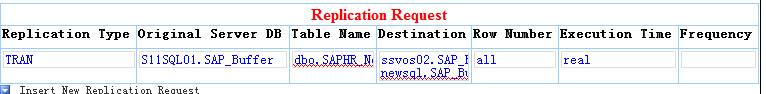 Replication Request
Replication Type Original Server DB Table Name Destination Row Number Execution Time Frequency
TRAN S11SQL01.SAP_Buffer dbo.SAPHR_N ssvos02.SAP_ all real
newsql.SAP_Bu
Insert New Replication Request